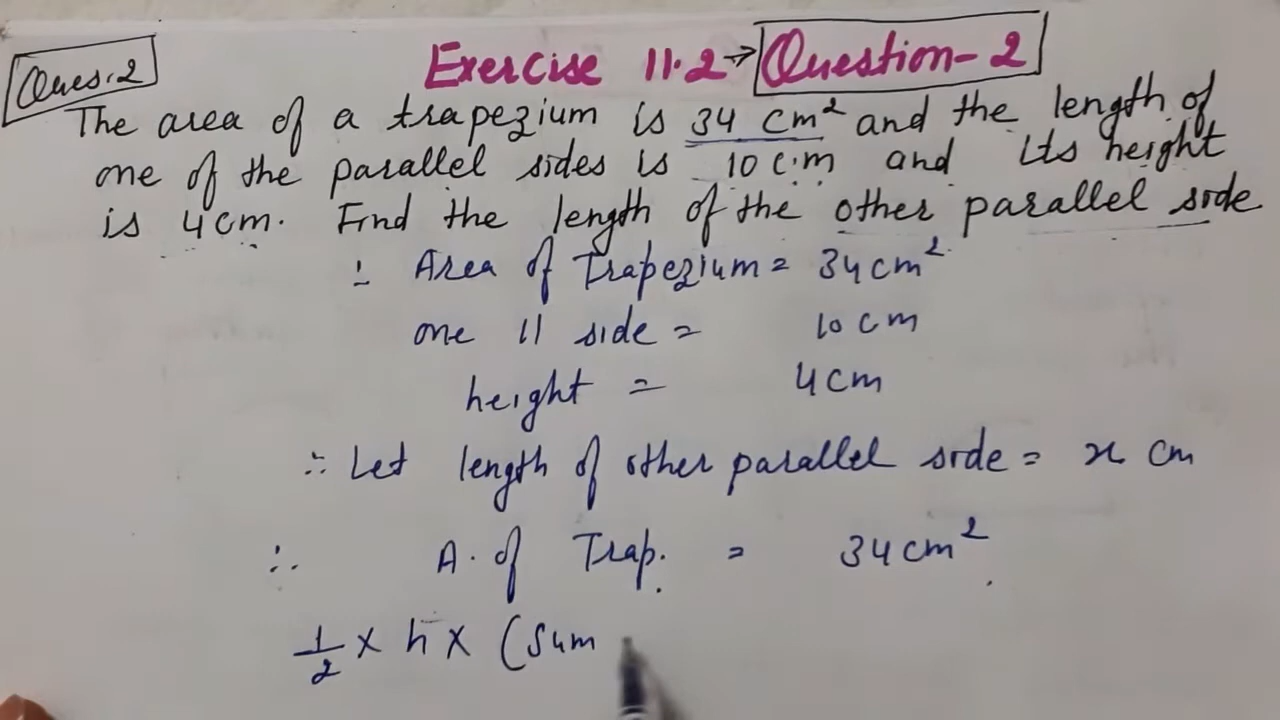 Ques.2
Exercise 11.2 → Question-2
The area of a trapezium is 34 cm² and the length of
one of the parallel sides is 10 cm and its height
is 4cm. Find the length of the other parallel side
∴ Area of Trapezium = 34 cm²
one || side = 10 cm
height = 4 cm
∴ Let length of other parallel side = x cm
∴ A. of Trap. = 34 cm²
1/2 × h × (Sum